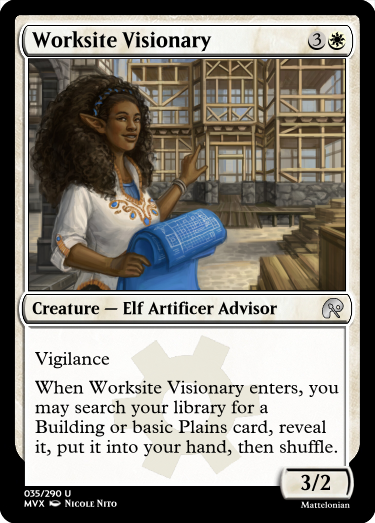 Worksite Visionary 3
Creature — Elf Artificer Advisor
Vigilance
When Worksite Visionary enters, you
may search your library for a
Building or basic Plains card, reveal
it, put it into your hand, then shuffle.
3/2
035/290 U
MVX Nicole Nito
Mattelonian